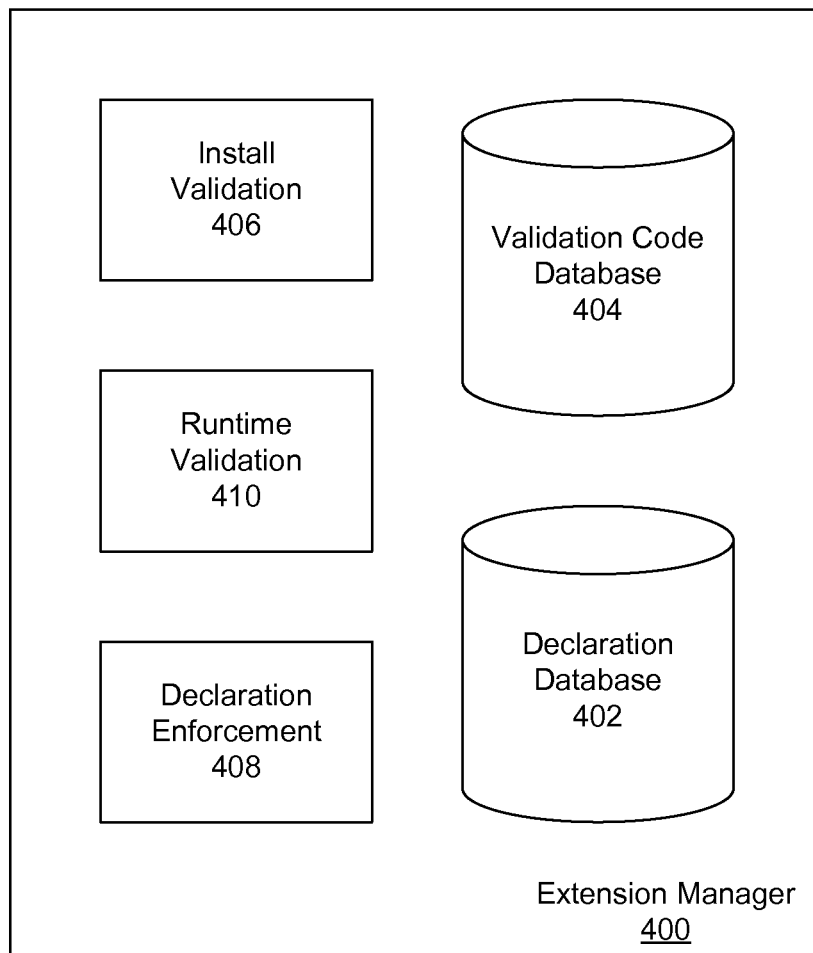 Install
Validation
406
Validation Code
Database
404
Runtime
Validation
410
Declaration
Database
402
Declaration
Enforcement
408
Extension Manager
400